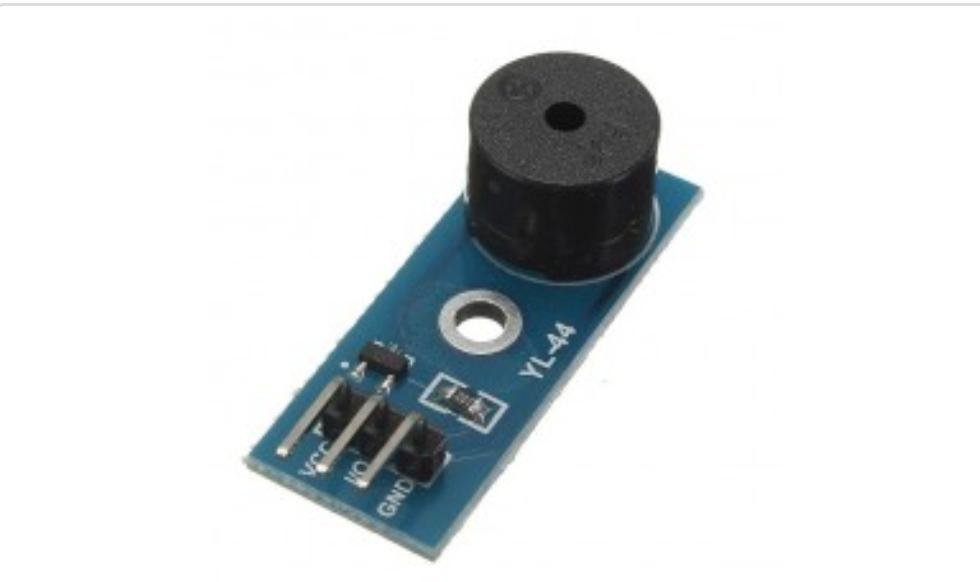 YL-44
VCC
I/O
GND